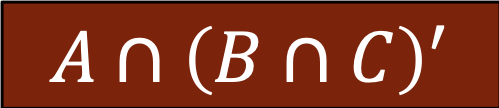 A ∩ (B ∩ C)′